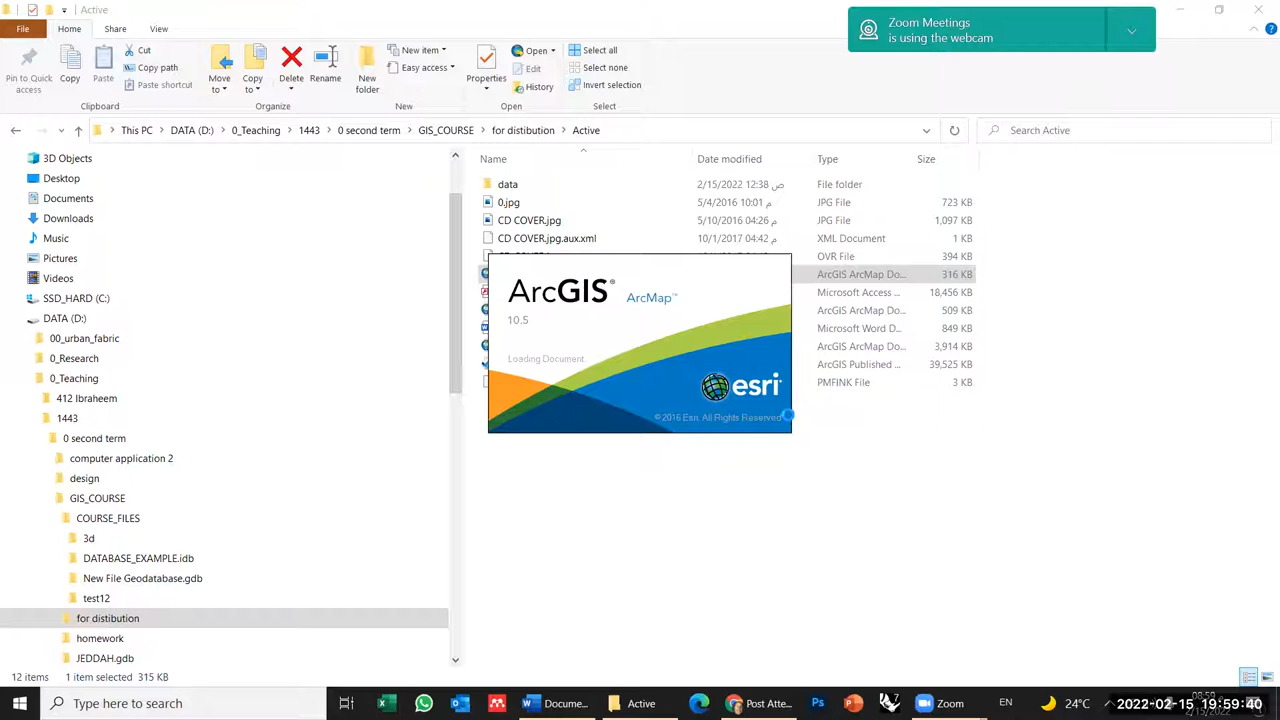 Active
Zoom Meetings
is using the webcam
File Home Share View
Pin to Quick access
Copy
Paste
Cut
Copy path
Paste shortcut
Clipboard
Move to
Copy to
Delete
Rename
Organize
New folder
New item
Easy access
New
Properties
Open
Edit
History
Open
Select all
Select none
Invert selection
Select
This PC > DATA (D:) > 0_Teaching > 1443 > 0 second term > GIS_COURSE > for distibution > Active
Search Active
Name Date modified Type Size
3D Objects
Desktop
Documents
Downloads
Music
Pictures
Videos
SSD_HARD (C:)
DATA (D:)
00_urban_fabric
0_Research
0_Teaching
412 Ibraheem
1443
0 second term
computer application 2
design
GIS_COURSE
COURSE_FILES
3d
DATABASE_EXAMPLE.idb
New File Geodatabase.gdb
test12
for distibution
homework
JEDDAH.gdb
data 2/15/2022 12:38 ص File folder
0.jpg 5/4/2016 10:01 م JPG File 723 KB
CD COVER.jpg 5/10/2016 04:26 م JPG File 1,097 KB
CD COVER.jpg.aux.xml 10/1/2017 04:42 م XML Document 1 KB
OVR File 394 KB
ArcGIS ArcMap Do... 316 KB
Microsoft Access ... 18,456 KB
ArcGIS ArcMap Do... 509 KB
Microsoft Word D... 849 KB
ArcGIS ArcMap Do... 3,914 KB
ArcGIS Published ... 39,525 KB
PMFINK File 3 KB
ArcGIS® ArcMap™
10.5
Loading Document.
esri
© 2016 Esri. All Rights Reserved
12 items 1 item selected 315 KB
Type here to search
Docume...
Active
Post Atte...
Zoom
EN
24°C
2022-02-15 19:59:40